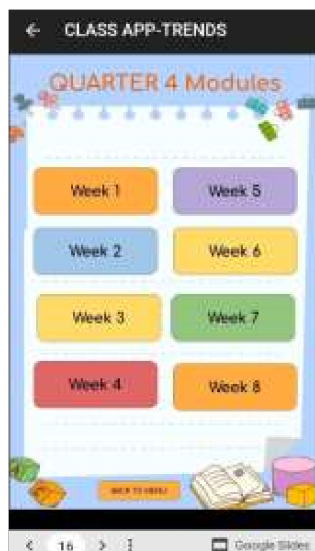 CLASS APP-TRENDS
QUARTER 4 Modules
Week 1
Week 5
Week 2
Week 6
Week 3
Week 7
Week 4
Week 8
BACK TO MENU
16
Google Slides